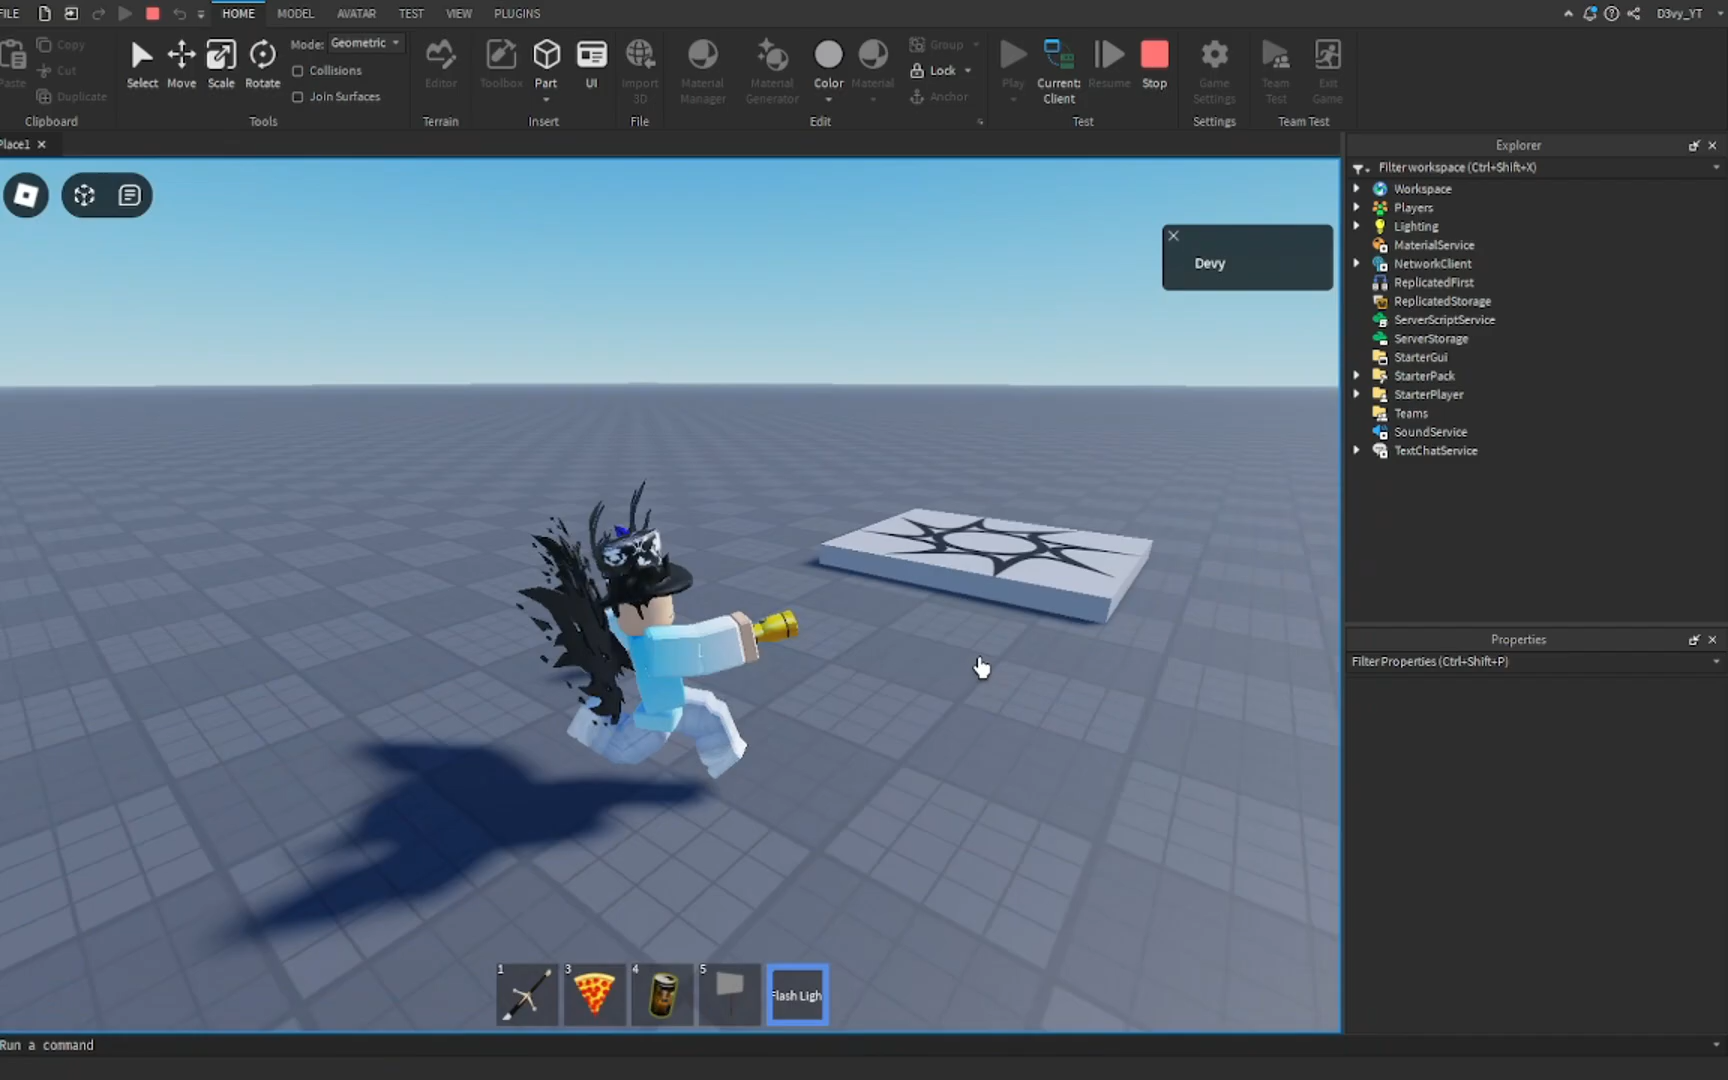 FILE HOME MODEL AVATAR TEST VIEW PLUGINS D3vy_YT
Paste Copy Cut Duplicate Clipboard
Select Move Scale Rotate
Mode: Geometric
Collisions
Join Surfaces
Tools
Editor
Terrain
Toolbox Part UI
Insert
Import 3D
File
Material Manager Material Generator Color Material
Group
Lock
Anchor
Edit
Play Current: Client Resume Stop
Test
Game Settings
Settings
Team Test Exit Game
Team Test
Place1
Devy
Explorer
Filter workspace (Ctrl+Shift+X)
Workspace
Players
Lighting
MaterialService
NetworkClient
ReplicatedFirst
ReplicatedStorage
ServerScriptService
ServerStorage
StarterGui
StarterPack
StarterPlayer
Teams
SoundService
TextChatService
Properties
Filter Properties (Ctrl+Shift+P)
1 3 4 5
Flash Ligh
Run a command